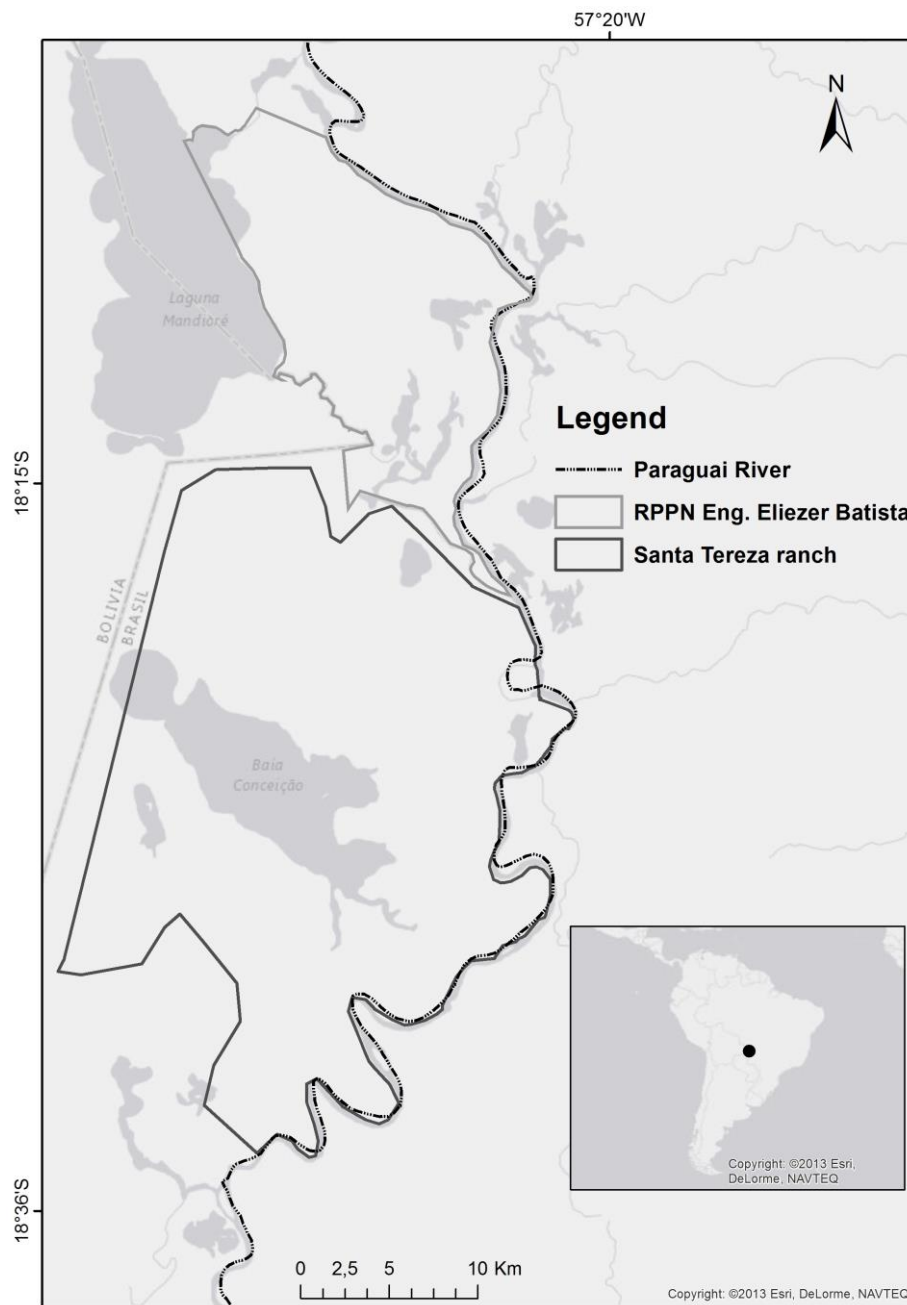 57°20'W
N
Laguna
Mandioré
Legend
18°15'S
Paraguai River
RPPN Eng. Eliezer Batista
Santa Tereza ranch
BOLIVIA
BRASIL
Baia
Conceição
Copyright: ©2013 Esri,
DeLorme, NAVTEQ
18°36'S
0 2,5 5 10 Km
Copyright: ©2013 Esri, DeLorme, NAVTEQ